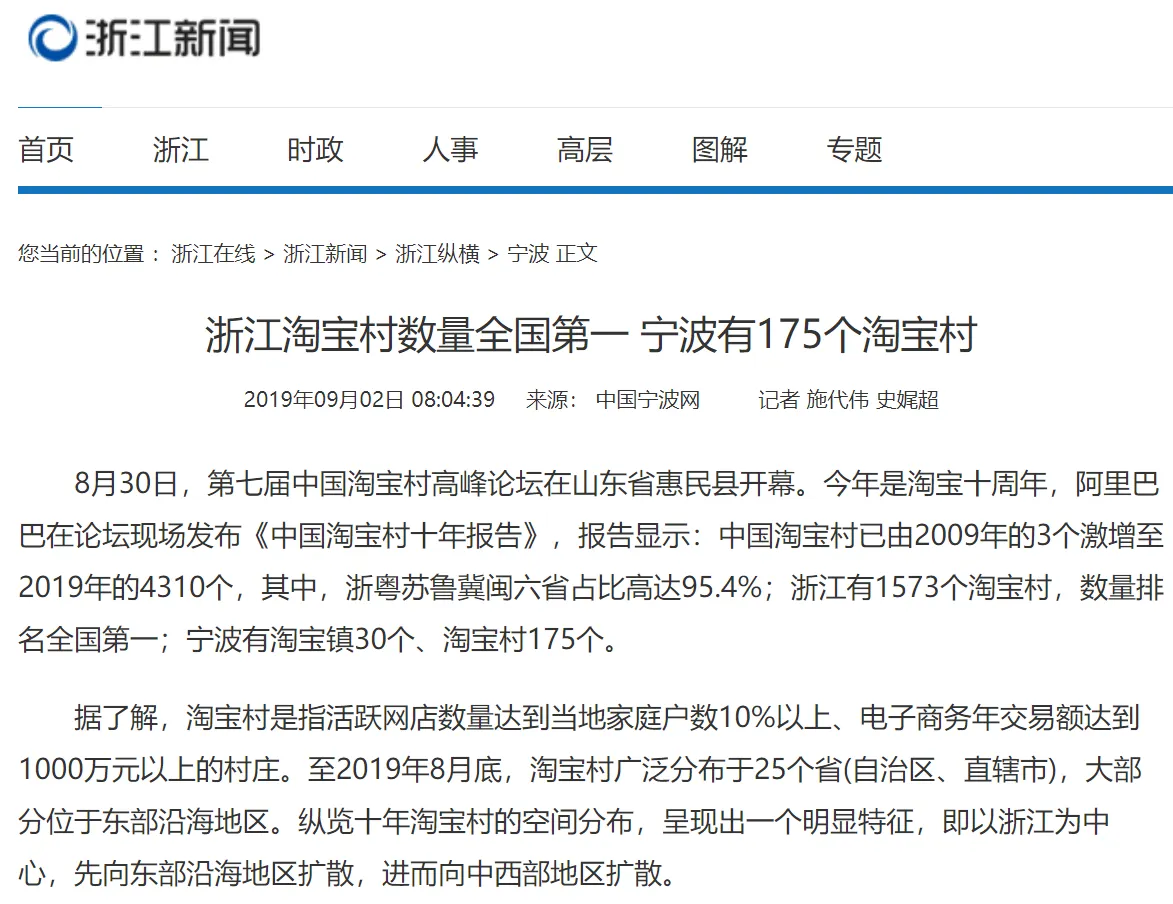 浙江新闻
首页 浙江 时政 人事 高层 图解 专题
您当前的位置 : 浙江在线 > 浙江新闻 > 浙江纵横 > 宁波 正文
浙江淘宝村数量全国第一 宁波有175个淘宝村
2019年09月02日 08:04:39 来源： 中国宁波网 记者 施代伟 史娓超
8月30日，第七届中国淘宝村高峰论坛在山东省惠民县开幕。今年是淘宝十周年，阿里巴
巴在论坛现场发布《中国淘宝村十年报告》，报告显示：中国淘宝村已由2009年的3个激增至
2019年的4310个，其中，浙粤苏鲁冀闽六省占比高达95.4%；浙江有1573个淘宝村，数量排
名全国第一；宁波有淘宝镇30个、淘宝村175个。
据了解，淘宝村是指活跃网店数量达到当地家庭户数10%以上、电子商务年交易额达到
1000万元以上的村庄。至2019年8月底，淘宝村广泛分布于25个省(自治区、直辖市)，大部
分位于东部沿海地区。纵览十年淘宝村的空间分布，呈现出一个明显特征，即以浙江为中
心，先向东部沿海地区扩散，进而向中西部地区扩散。